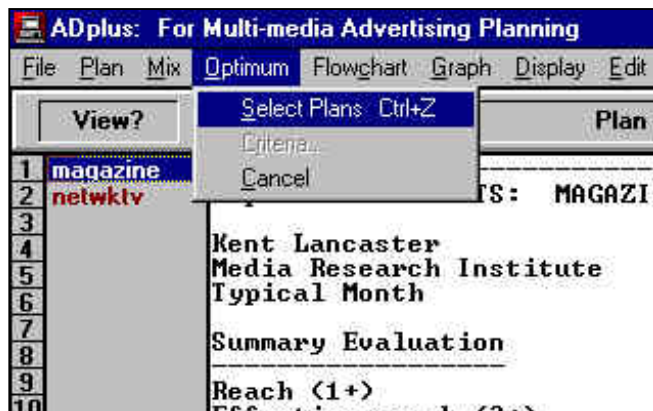 ADplus: For Multi-media Advertising Planning
File Plan Mix Optimum Flowchart Graph Display Edit
View? Plan
Select Plans Ctrl+Z
Criteria...
Cancel
1 magazine
2 netwktv TS: MAGAZI
3
4 Kent Lancaster
5 Media Research Institute
6 Typical Month
7
8 Summary Evaluation
9
10 Reach (1+)